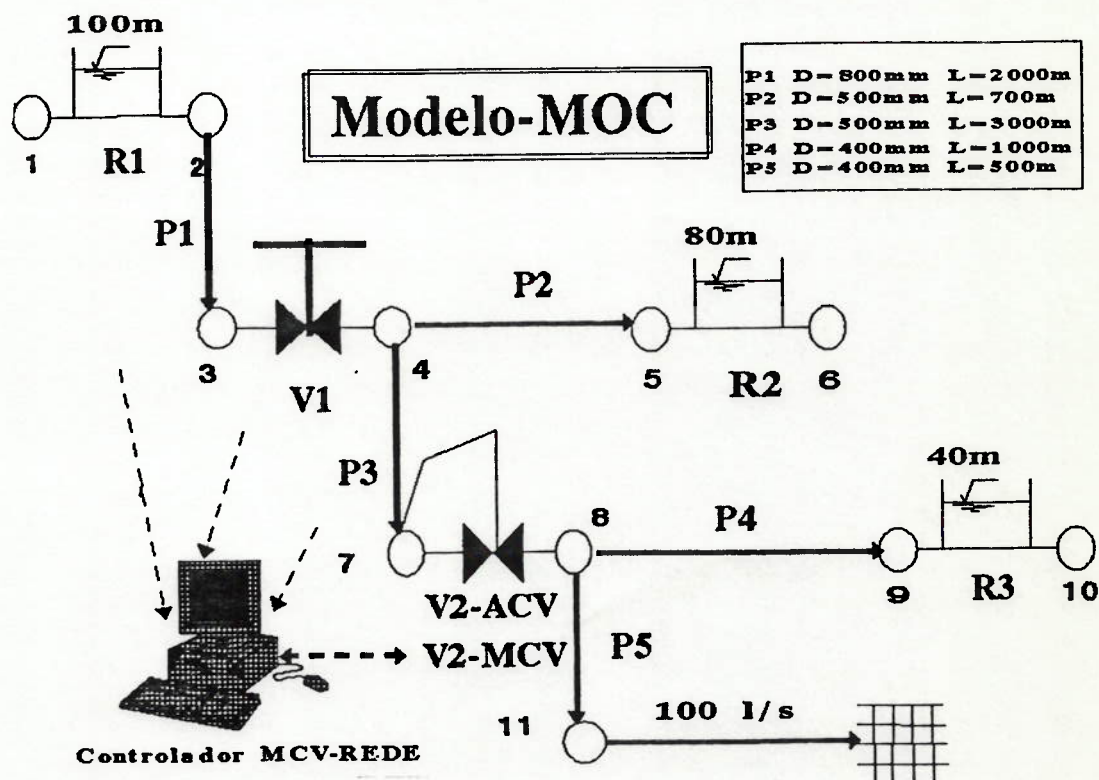 100m
1
R1
2
Modelo-MOC
P1 D=800mm L=2000m
P2 D=500mm L=700m
P3 D=500mm L=3000m
P4 D=400mm L=1000m
P5 D=400mm L=500m
P1
3
V1
4
P2
80m
5
R2
6
P3
7
V2-ACV
V2-MCV
8
P4
40m
9
R3
10
P5
11
100 l/s
Controlador MCV-REDE